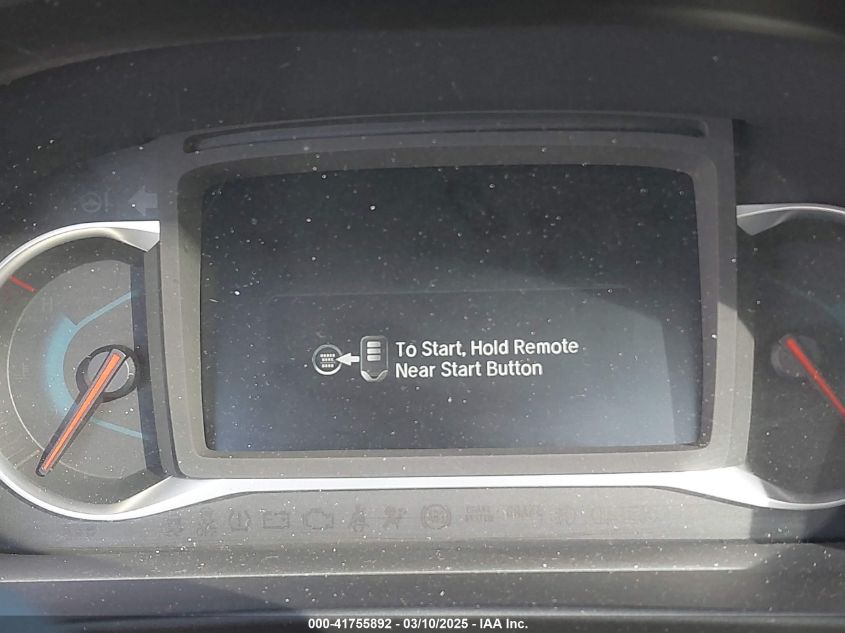 To Start, Hold Remote
Near Start Button
000-41755892 - 03/10/2025 - IAA Inc.